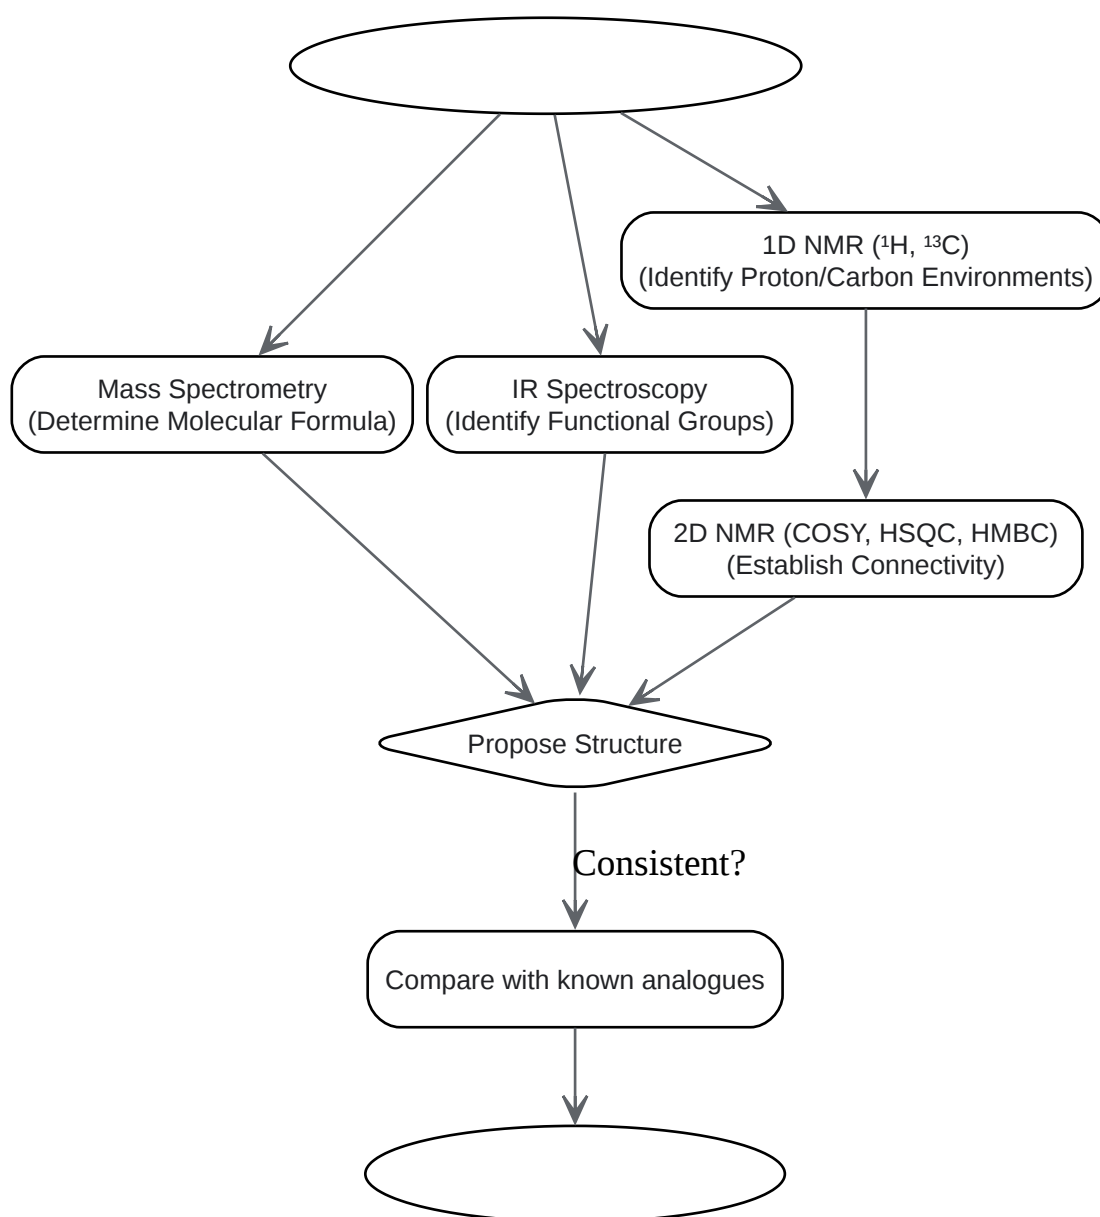 1D NMR (¹H, ¹³C)
(Identify Proton/Carbon Environments)
Mass Spectrometry
(Determine Molecular Formula)
IR Spectroscopy
(Identify Functional Groups)
2D NMR (COSY, HSQC, HMBC)
(Establish Connectivity)
Propose Structure
Consistent?
Compare with known analogues